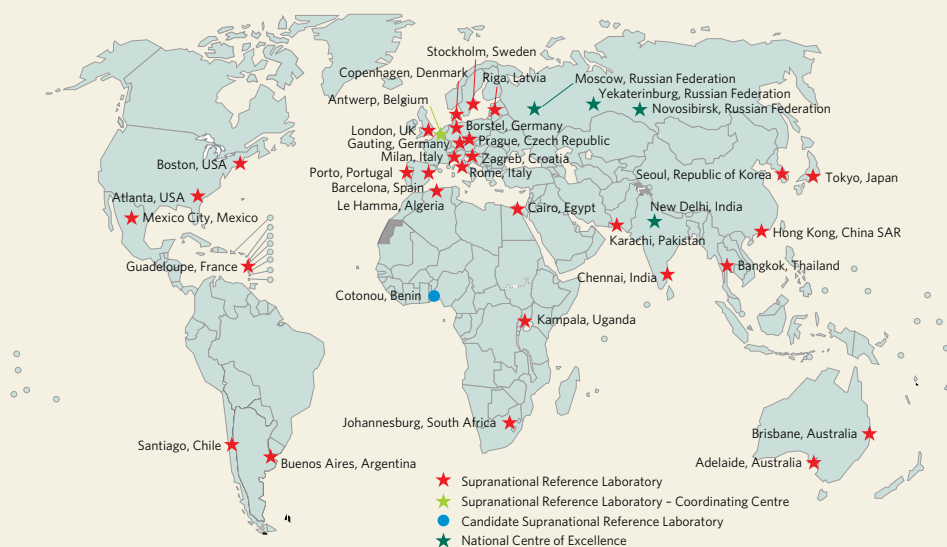 Stockholm, Sweden
Copenhagen, Denmark
Riga, Latvia
Moscow, Russian Federation
Yekaterinburg, Russian Federation
Antwerp, Belgium
Novosibirsk, Russian Federation
London, UK
Borstel, Germany
Gauting, Germany
Prague, Czech Republic
Milan, Italy
Zagreb, Croatia
Boston, USA
Porto, Portugal
Rome, Italy
Seoul, Republic of Korea
Tokyo, Japan
Barcelona, Spain
Atlanta, USA
Le Hamma, Algeria
Cairo, Egypt
New Delhi, India
Mexico City, Mexico
Karachi, Pakistan
Hong Kong, China SAR
Guadeloupe, France
Chennai, India
Bangkok, Thailand
Cotonou, Benin
Kampala, Uganda
Johannesburg, South Africa
Brisbane, Australia
Santiago, Chile
Buenos Aires, Argentina
Adelaide, Australia
Supranational Reference Laboratory
Supranational Reference Laboratory – Coordinating Centre
Candidate Supranational Reference Laboratory
National Centre of Excellence